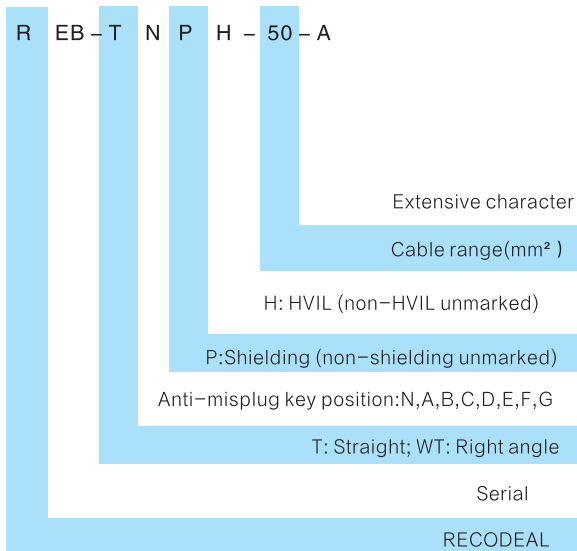 R EB-T N P H-50-A
Extensive character
Cable range(mm²)
H: HVIL (non-HVIL unmarked)
P:Shielding (non-shielding unmarked)
Anti-misplug key position:N,A,B,C,D,E,F,G
T: Straight; WT: Right angle
Serial
RECODEAL